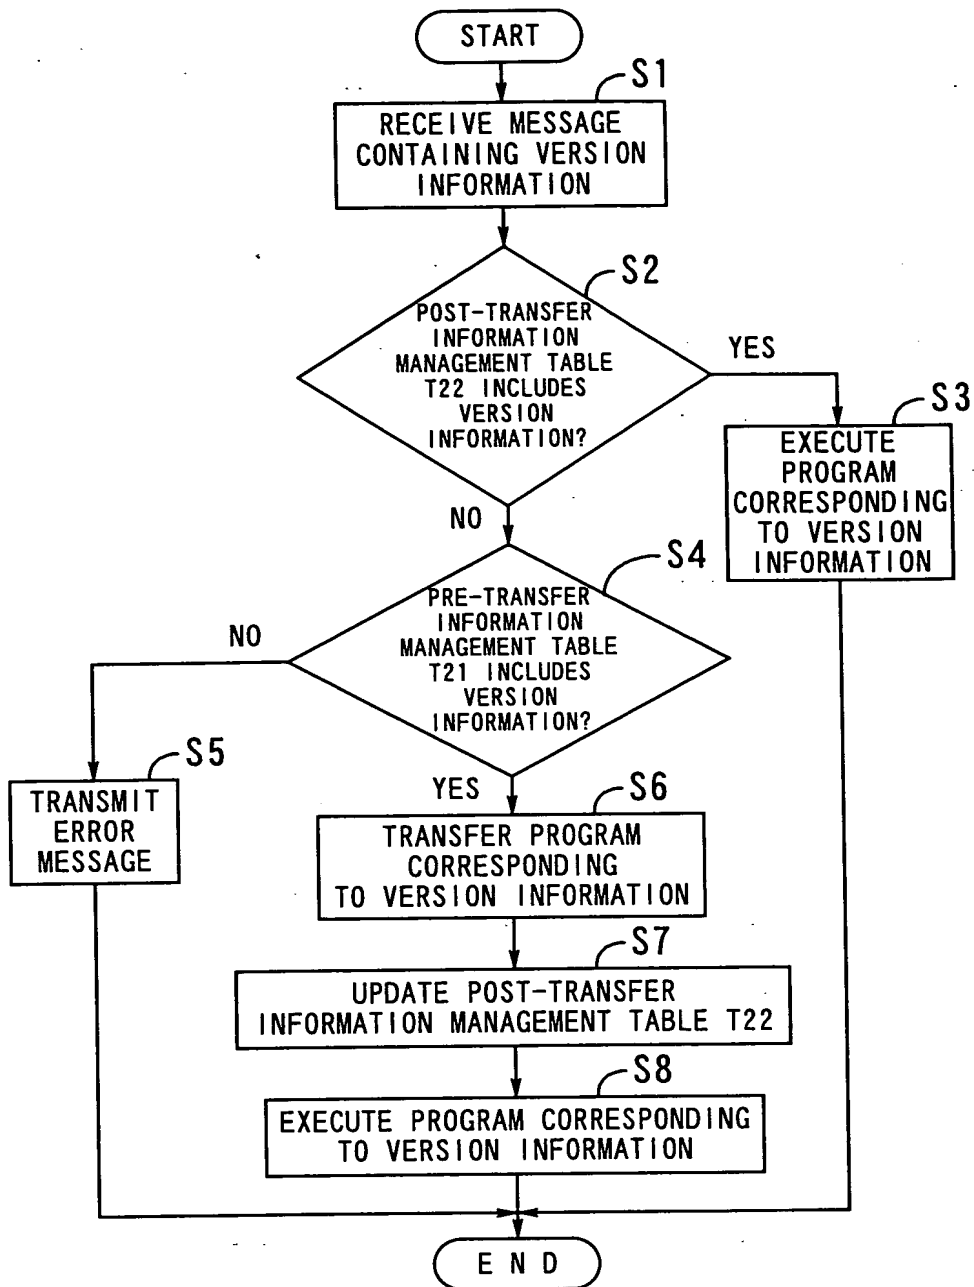 START
S1
RECEIVE MESSAGE
CONTAINING VERSION
INFORMATION
S2
POST-TRANSFER
INFORMATION
MANAGEMENT TABLE
T22 INCLUDES
VERSION
INFORMATION?
YES
S3
EXECUTE
PROGRAM
CORRESPONDING
TO VERSION
INFORMATION
NO
S4
PRE-TRANSFER
INFORMATION
MANAGEMENT TABLE
T21 INCLUDES
VERSION
INFORMATION?
NO
S5
TRANSMIT
ERROR
MESSAGE
YES
S6
TRANSFER PROGRAM
CORRESPONDING
TO VERSION INFORMATION
S7
UPDATE POST-TRANSFER
INFORMATION MANAGEMENT TABLE T22
S8
EXECUTE PROGRAM CORRESPONDING
TO VERSION INFORMATION
END